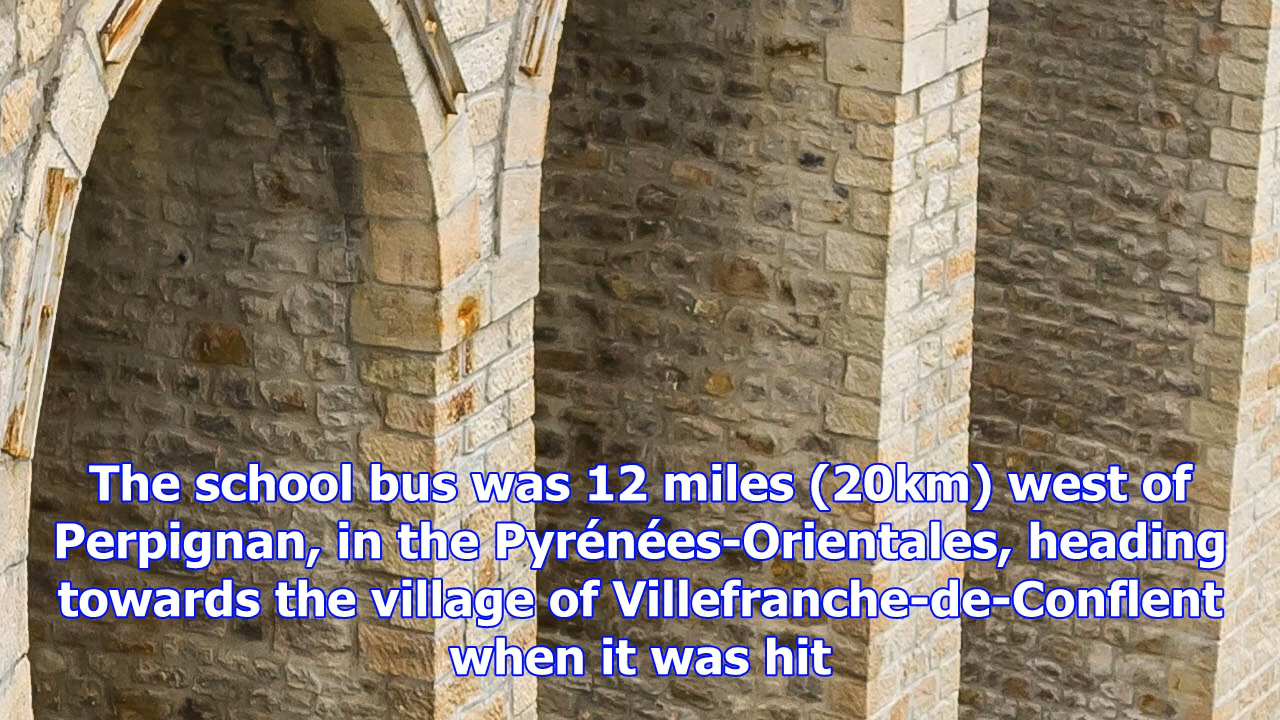 The school bus was 12 miles (20km) west of
Perpignan, in the Pyrénées-Orientales, heading
towards the village of Villefranche-de-Conflent
when it was hit